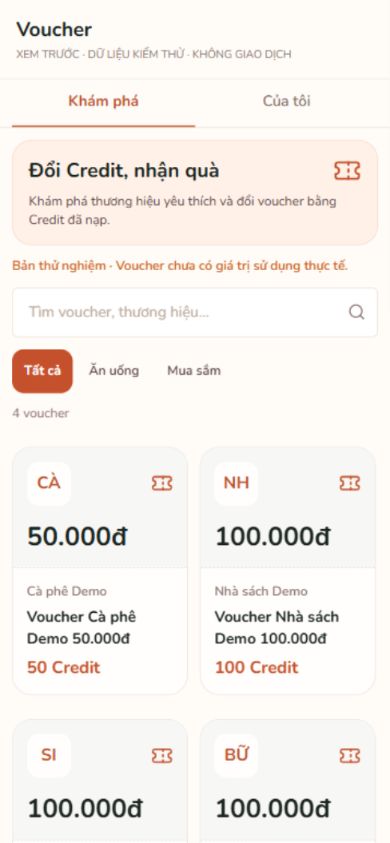 Voucher
XEM TRƯỚC · DỮ LIỆU KIỂM THỬ · KHÔNG GIAO DỊCH
Khám phá
Của tôi
Đổi Credit, nhận quà
Khám phá thương hiệu yêu thích và đổi voucher bằng
Credit đã nạp.
Bản thử nghiệm · Voucher chưa có giá trị sử dụng thực tế.
Tìm voucher, thương hiệu...
Tất cả
Ăn uống
Mua sắm
4 voucher
CÀ
50.000đ
Cà phê Demo
Voucher Cà phê
Demo 50.000đ
50 Credit
NH
100.000đ
Nhà sách Demo
Voucher Nhà sách
Demo 100.000đ
100 Credit
SI
100.000đ
BỮ
100.000đ